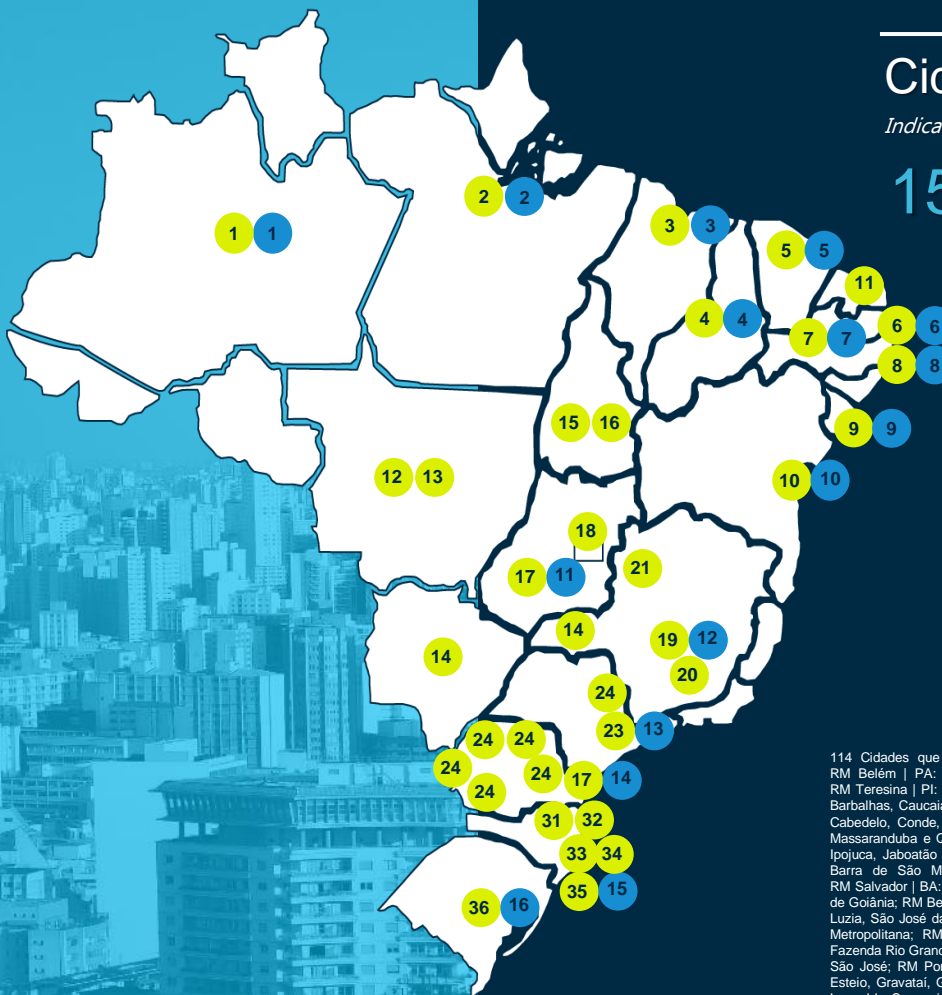 Cid
Indica
15
2 2
1 1
3 3
5 5
11
4 4
7 7
6 6
8 8
15 16
9 9
12 13
10 10
18
17 11
21
14
19 12
14
20
24
23 13
24 24
24
24
24
17 14
31 32
33 34
35 15
36 16
114 Cidades que
RM Belém | PA:
RM Teresina | PI:
Barbalhas, Caucaia
Cabedelo, Conde,
Massaranduba e C
Ipojuca, Jaboatão
Barra de São M
RM Salvador | BA:
de Goiânia; RM Be
Luzia, São José da
Metropolitana; RM
Fazenda Rio Grand
São José; RM Por
Esteio, Gravataí, G